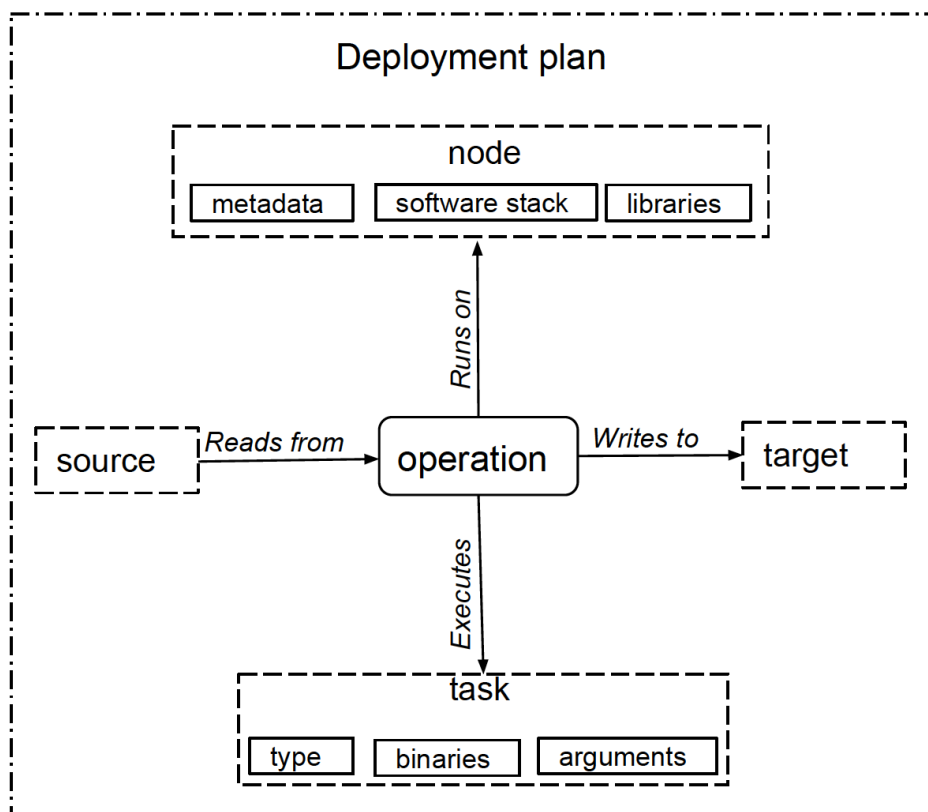 Deployment plan
node
metadata
software stack
libraries
Runs on
source
Reads from
operation
Writes to
target
Executes
task
type
binaries
arguments